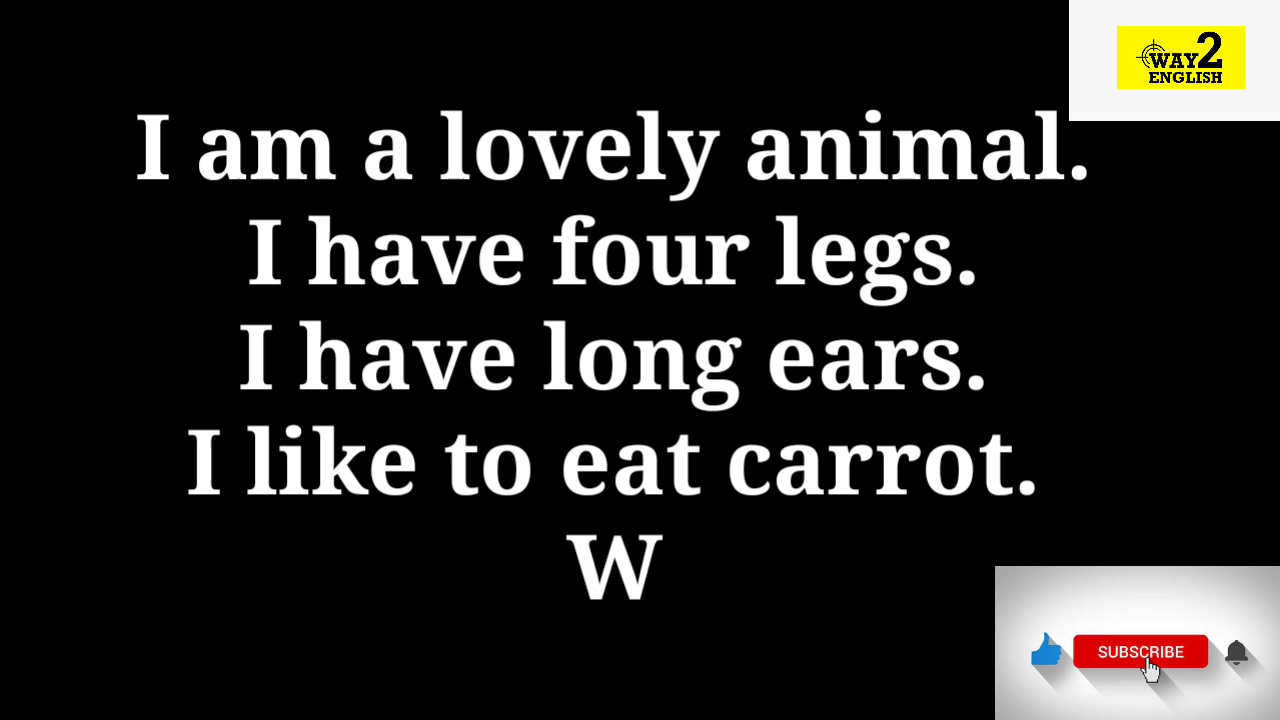 WAY2
ENGLISH
I am a lovely animal.
I have four legs.
I have long ears.
I like to eat carrot.
W
SUBSCRIBE